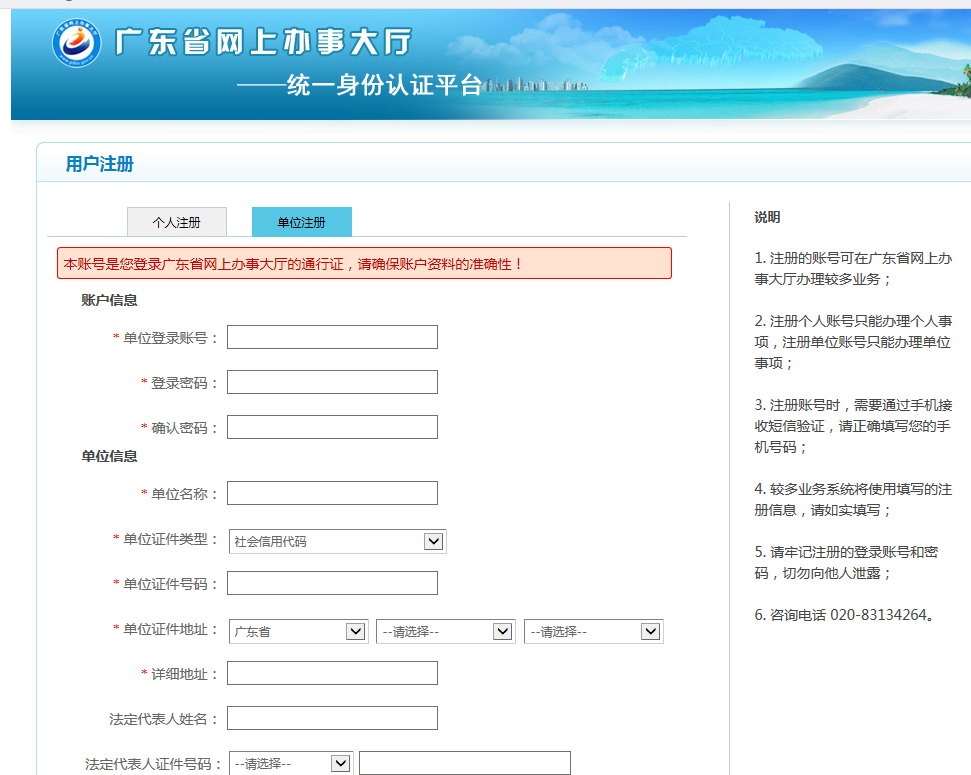 广东省网上办事大厅
——统一身份认证平台
用户注册
个人注册 单位注册
本账号是您登录广东省网上办事大厅的通行证，请确保账户资料的准确性！
账户信息
* 单位登录账号：
* 登录密码：
* 确认密码：
单位信息
* 单位名称：
* 单位证件类型： 社会信用代码
* 单位证件号码：
* 单位证件地址： 广东省 --请选择-- --请选择--
* 详细地址：
法定代表人姓名：
法定代表人证件号码： --请选择--
说明
1. 注册的账号可在广东省网上办
事大厅办理较多业务；
2. 注册个人账号只能办理个人事
项，注册单位账号只能办理单位
事项；
3. 注册账号时，需要通过手机接
收短信验证，请正确填写您的手
机号码；
4. 较多业务系统将使用填写的注
册信息，请如实填写；
5. 请牢记注册的登录账号和密
码，切勿向他人泄露；
6. 咨询电话 020-83134264。